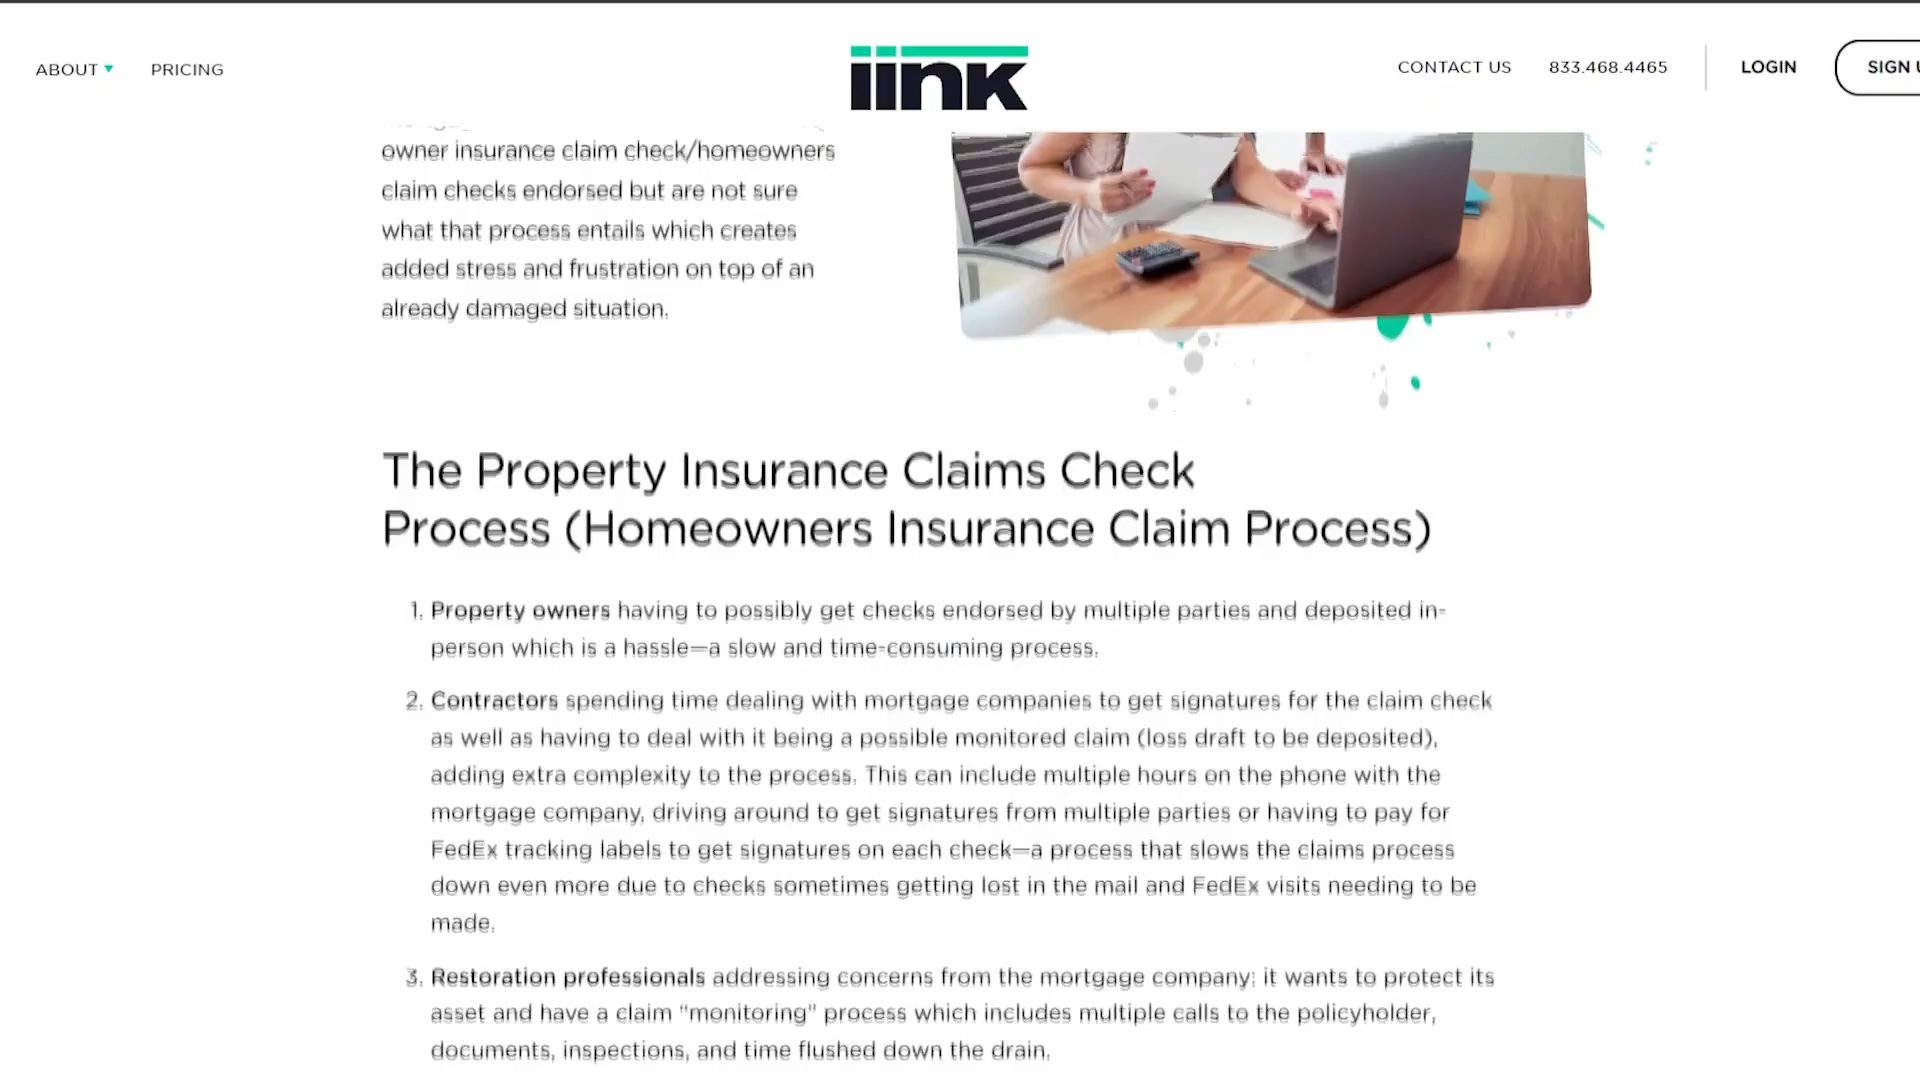 ABOUT
PRICING
iink
CONTACT US
833.468.4465
LOGIN
SIGN
owner insurance claim check/homeowners
claim checks endorsed but are not sure
what that process entails which creates
added stress and frustration on top of an
already damaged situation.
The Property Insurance Claims Check
Process (Homeowners Insurance Claim Process)
1. Property owners having to possibly get checks endorsed by multiple parties and deposited in-
person which is a hassle—a slow and time-consuming process.
2. Contractors spending time dealing with mortgage companies to get signatures for the claim check
as well as having to deal with it being a possible monitored claim (loss draft to be deposited),
adding extra complexity to the process. This can include multiple hours on the phone with the
mortgage company, driving around to get signatures from multiple parties or having to pay for
FedEx tracking labels to get signatures on each check—a process that slows the claims process
down even more due to checks sometimes getting lost in the mail and FedEx visits needing to be
made.
3. Restoration professionals addressing concerns from the mortgage company: it wants to protect its
asset and have a claim “monitoring” process which includes multiple calls to the policyholder,
documents, inspections, and time flushed down the drain.